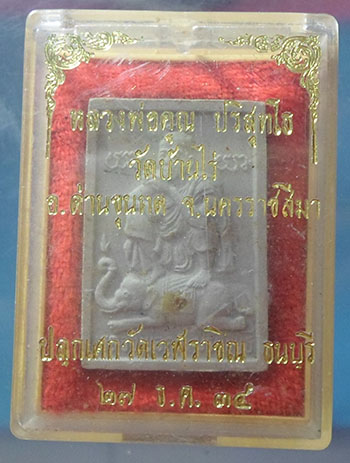 หลวงพ่อคูณ ปริสุทโธ
วัดบ้านไร่
อ.ด่านขุนทด จ.นครราชสีมา
ปลุกเสกวัดเวฬุราชิณ ธนบุรี
๒๗ ธ.ค. ๓๕